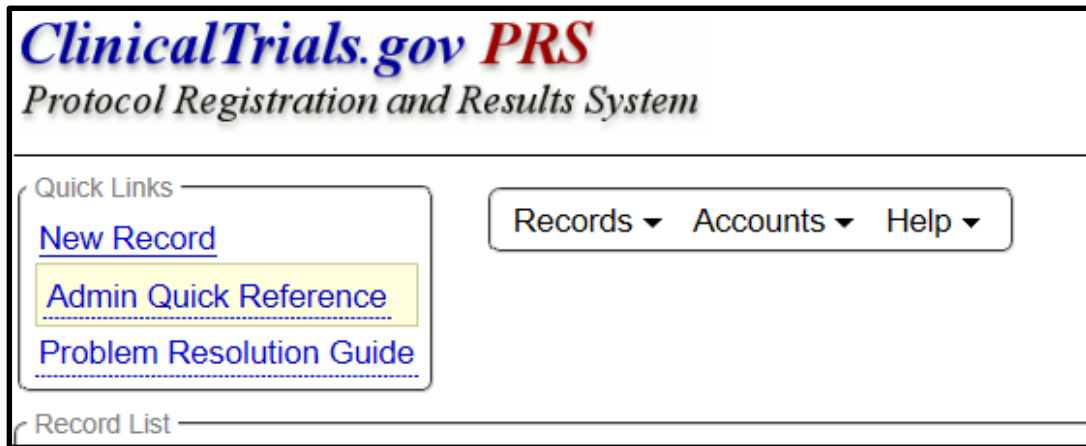 ClinicalTrials.gov PRS
Protocol Registration and Results System
Quick Links
New Record
Admin Quick Reference
Problem Resolution Guide
Records Accounts Help
Record List